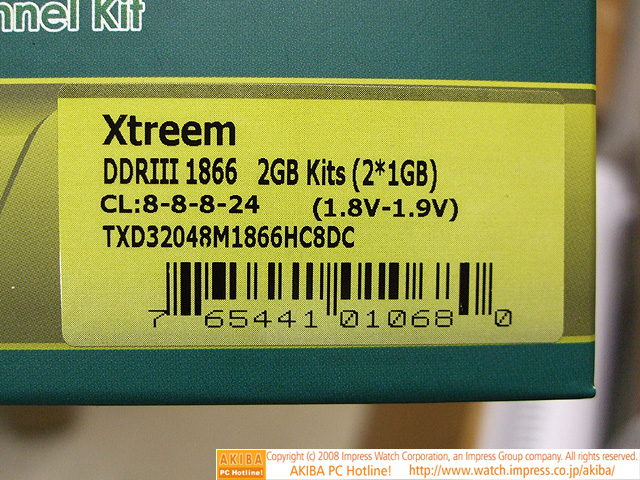 nnel Kit
Xtreem
DDRIII 1866 2GB Kits (2*1GB)
CL:8-8-8-24 (1.8V-1.9V)
TXD32048M1866HC8DC
7 65441 01068 0
AKIBA PC Hotline!
Copyright (c) 2008 Impress Watch Corporation, an Impress Group company. All rights reserved.
AKIBA PC Hotline! http://www.watch.impress.co.jp/akiba/